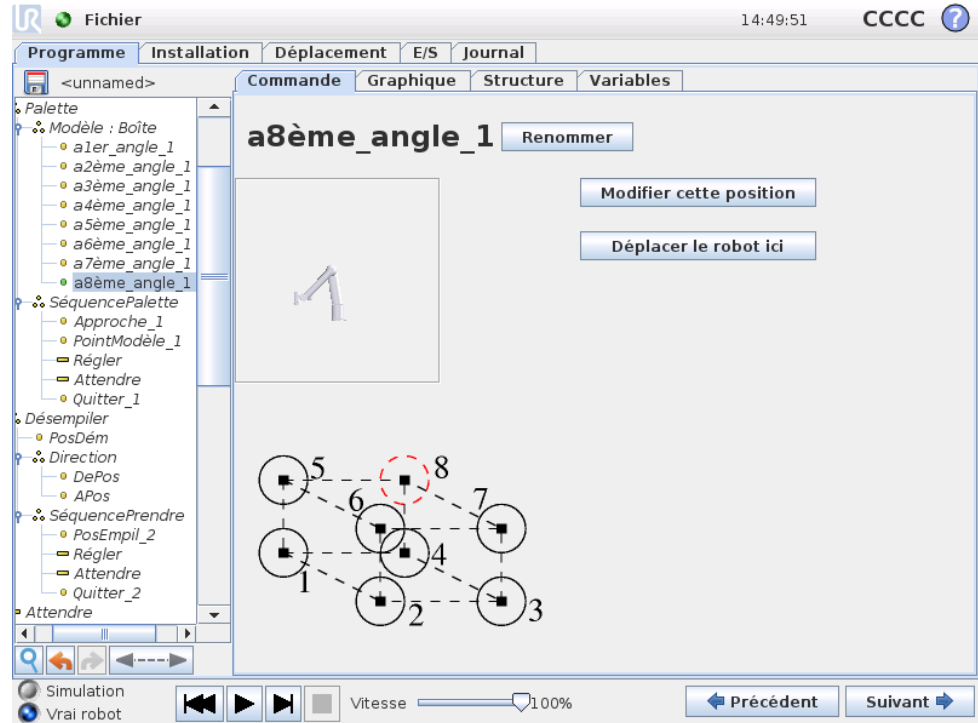 UR Fichier 14:49:51 CCCC ?
Programme Installation Déplacement E/S Journal
<unnamed>
Commande Graphique Structure Variables
Palette
Modèle : Boîte
a1er_angle_1
a2ème_angle_1
a3ème_angle_1
a4ème_angle_1
a5ème_angle_1
a6ème_angle_1
a7ème_angle_1
a8ème_angle_1
SéquencePalette
Approche_1
PointModèle_1
Régler
Attendre
Quitter_1
Désempiler
PosDém
Direction
DePos
APos
SéquencePrendre
PosEmpil_2
Régler
Attendre
Quitter_2
Attendre
a8ème_angle_1 Renommer
Modifier cette position
Déplacer le robot ici
5 8
6 7
4
1 2 3
Simulation
Vrai robot
Vitesse 100%
Précédent Suivant